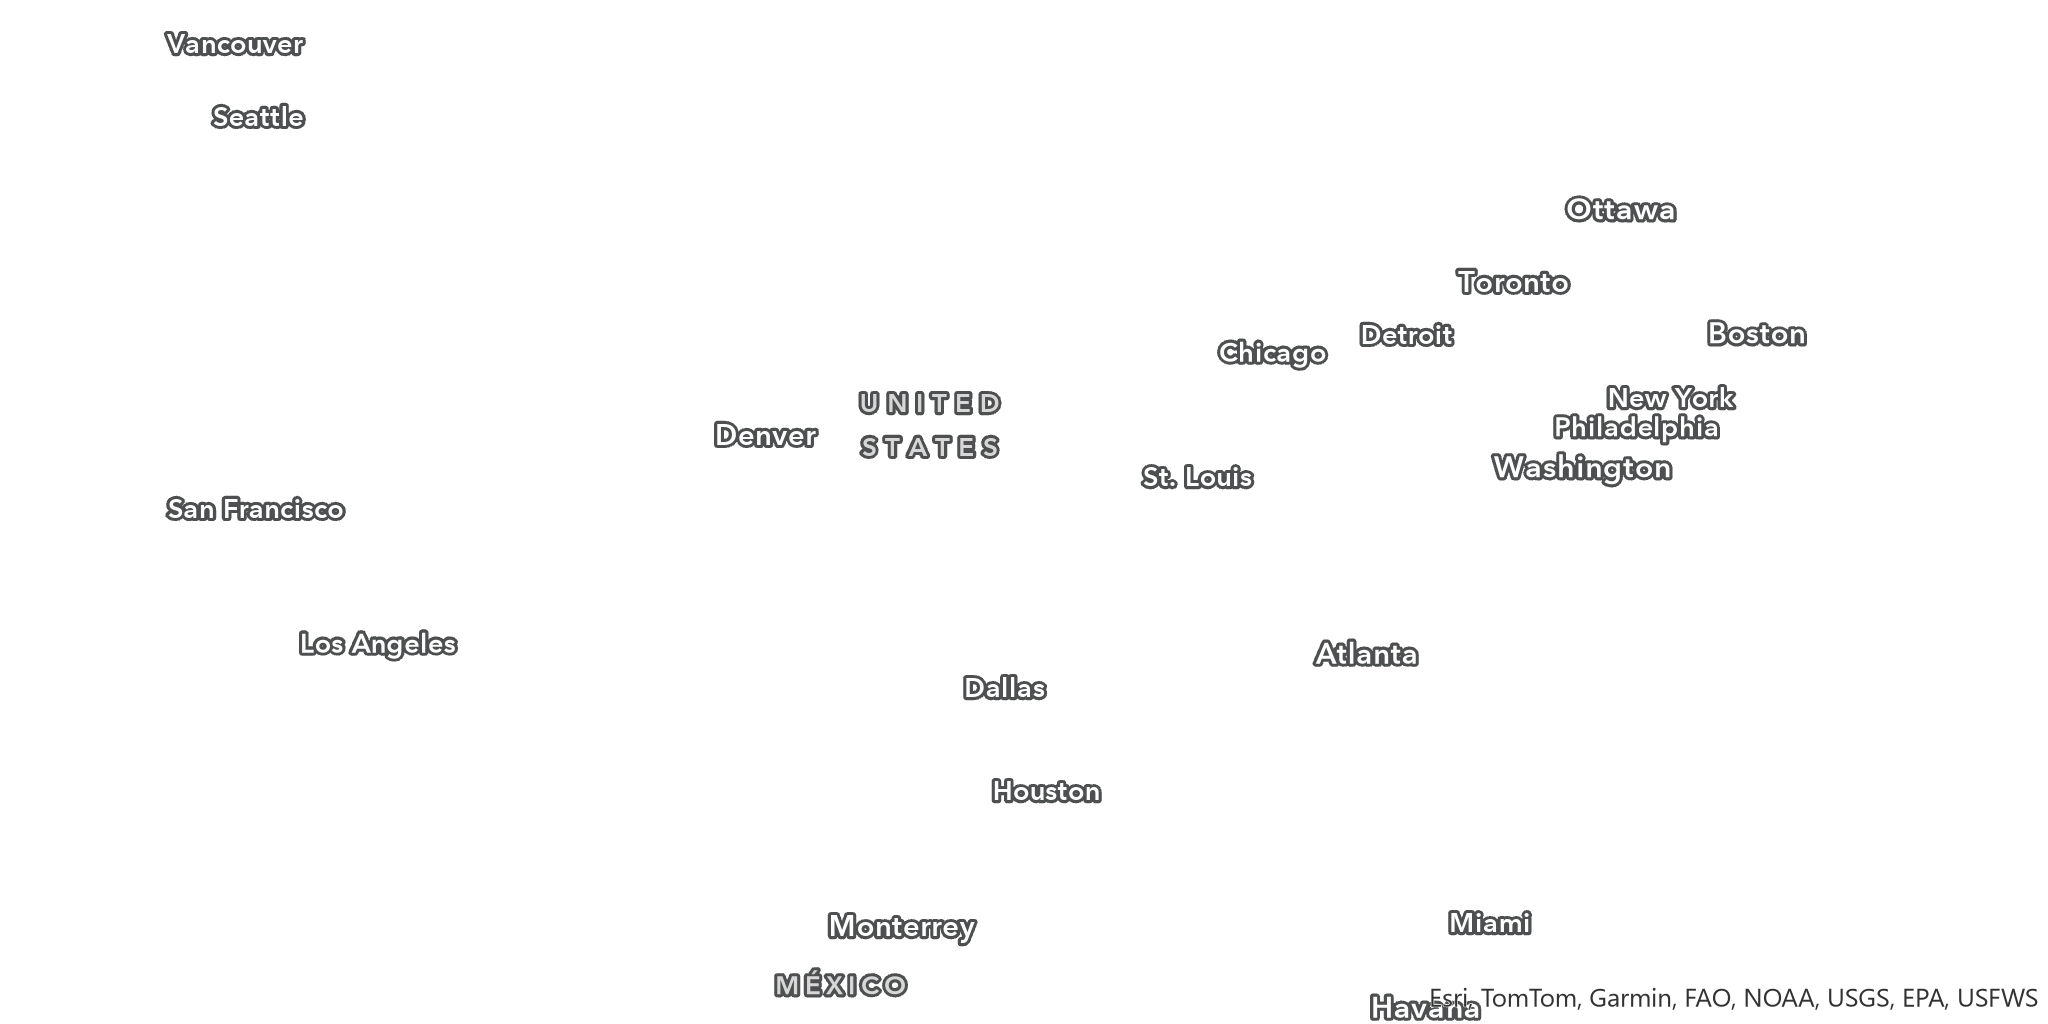 Vancouver
Seattle
Ottawa
Toronto
Detroit
Boston
Chicago
New York
UNITED
STATES
Denver
Philadelphia
Washington
St. Louis
San Francisco
Los Angeles
Atlanta
Dallas
Houston
Monterrey
Miami
MÉXICO
Havana
Esri, TomTom, Garmin, FAO, NOAA, USGS, EPA, USFWS